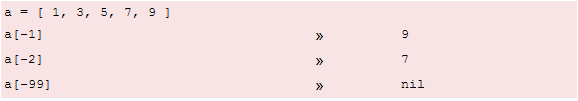 a = [ 1, 3, 5, 7, 9 ]
a[-1] » 9
a[-2] » 7
a[-99] » nil